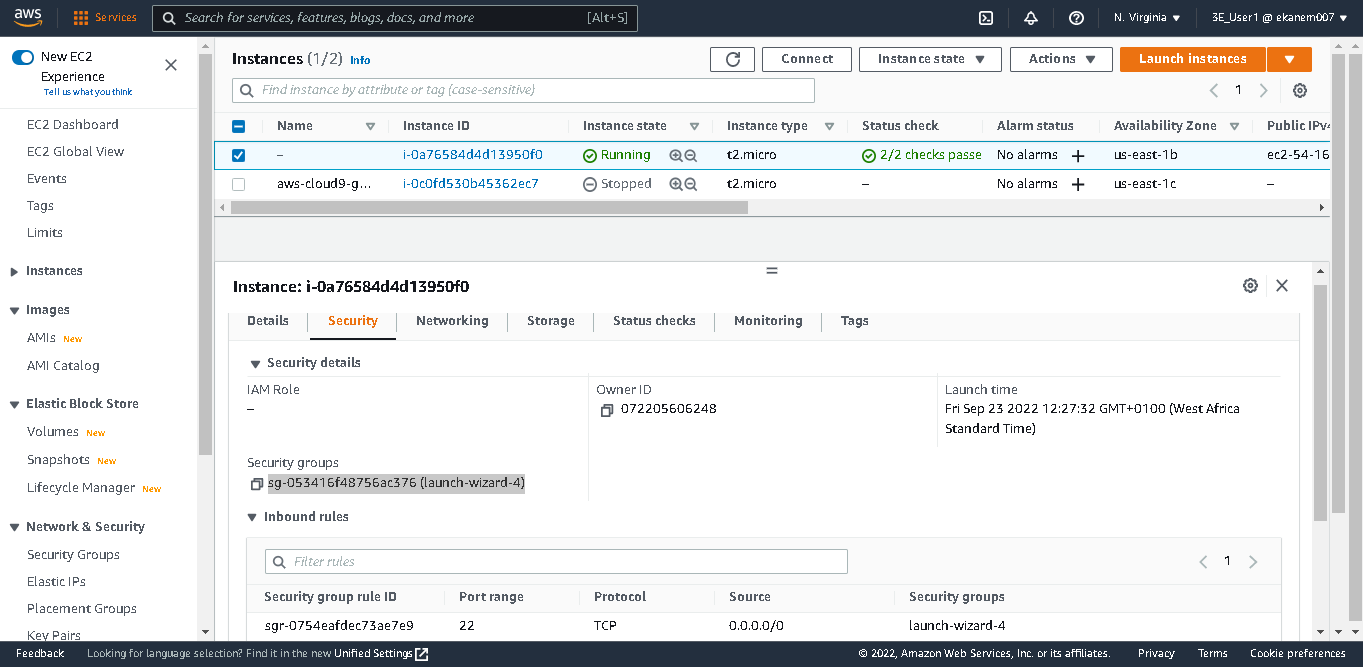 aws
Services
Search for services, features, blogs, docs, and more
[Alt+S]
N. Virginia
3E_User1 @ ekanem007
New EC2
Experience
Tell us what you think
EC2 Dashboard
EC2 Global View
Events
Tags
Limits
Instances
Images
AMIs New
AMI Catalog
Elastic Block Store
Volumes New
Snapshots New
Lifecycle Manager New
Network & Security
Security Groups
Elastic IPs
Placement Groups
Key Pairs
Instances (1/2) Info
Connect
Instance state
Actions
Launch instances
Find instance by attribute or tag (case-sensitive)
1
Name Instance ID Instance state Instance type Status check Alarm status Availability Zone Public IPv4
– i-0a76584d4d13950f0 Running t2.micro 2/2 checks passe No alarms + us-east-1b ec2-54-16
aws-cloud9-g... i-0c0fd530b45362ec7 Stopped t2.micro – No alarms + us-east-1c –
Instance: i-0a76584d4d13950f0
Details Security Networking Storage Status checks Monitoring Tags
Security details
IAM Role
–
Owner ID
072205606248
Launch time
Fri Sep 23 2022 12:27:32 GMT+0100 (West Africa
Standard Time)
Security groups
sg-053416f48756ac376 (launch-wizard-4)
Inbound rules
Filter rules
1
Security group rule ID Port range Protocol Source Security groups
sgr-0754eafdec73ae7e9 22 TCP 0.0.0.0/0 launch-wizard-4
Feedback
Looking for language selection? Find it in the new Unified Settings
© 2022, Amazon Web Services, Inc. or its affiliates.
Privacy
Terms
Cookie preferences